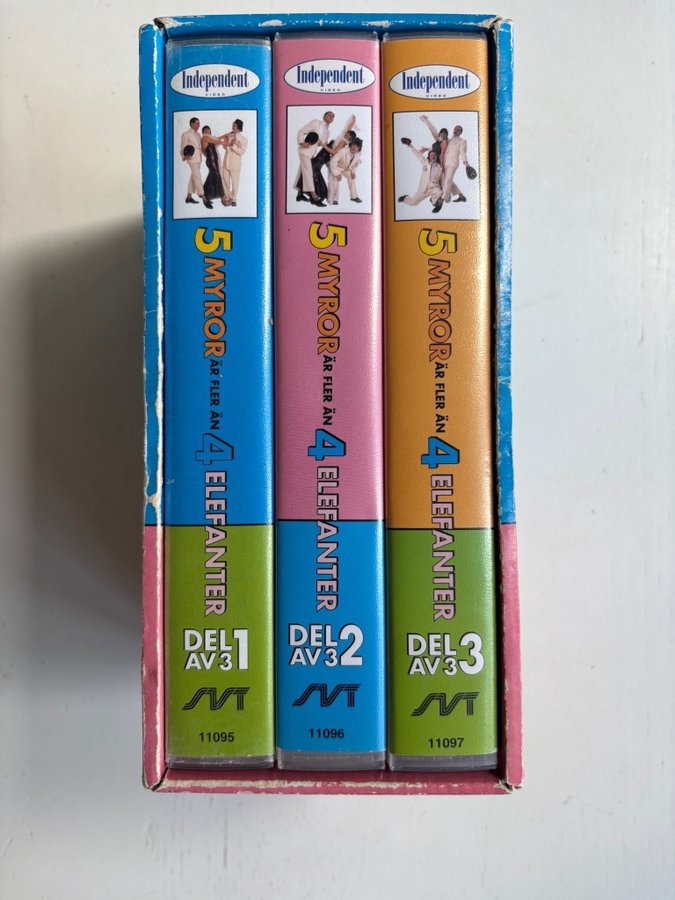 Independent
VIDEO
5 MYROR ÄR FLER ÄN 4 ELEFANTER
DEL 1
AV 3
SVT
11095
Independent
VIDEO
5 MYROR ÄR FLER ÄN 4 ELEFANTER
DEL 2
AV 3
SVT
11096
Independent
VIDEO
5 MYROR ÄR FLER ÄN 4 ELEFANTER
DEL 3
AV 3
SVT
11097